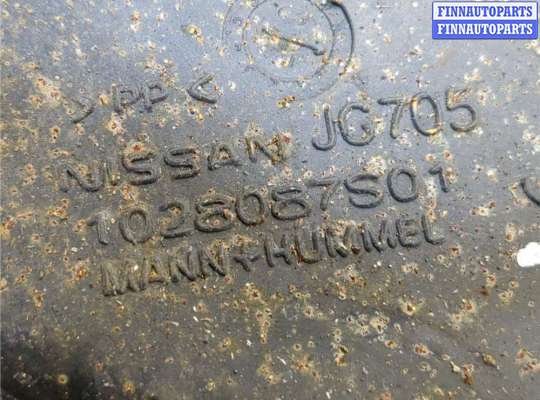 FINNAUTOPARTS
FINNAUTOPARTS
>PP<
NISSAN JG705
1028087S01
MANN+HUMMEL